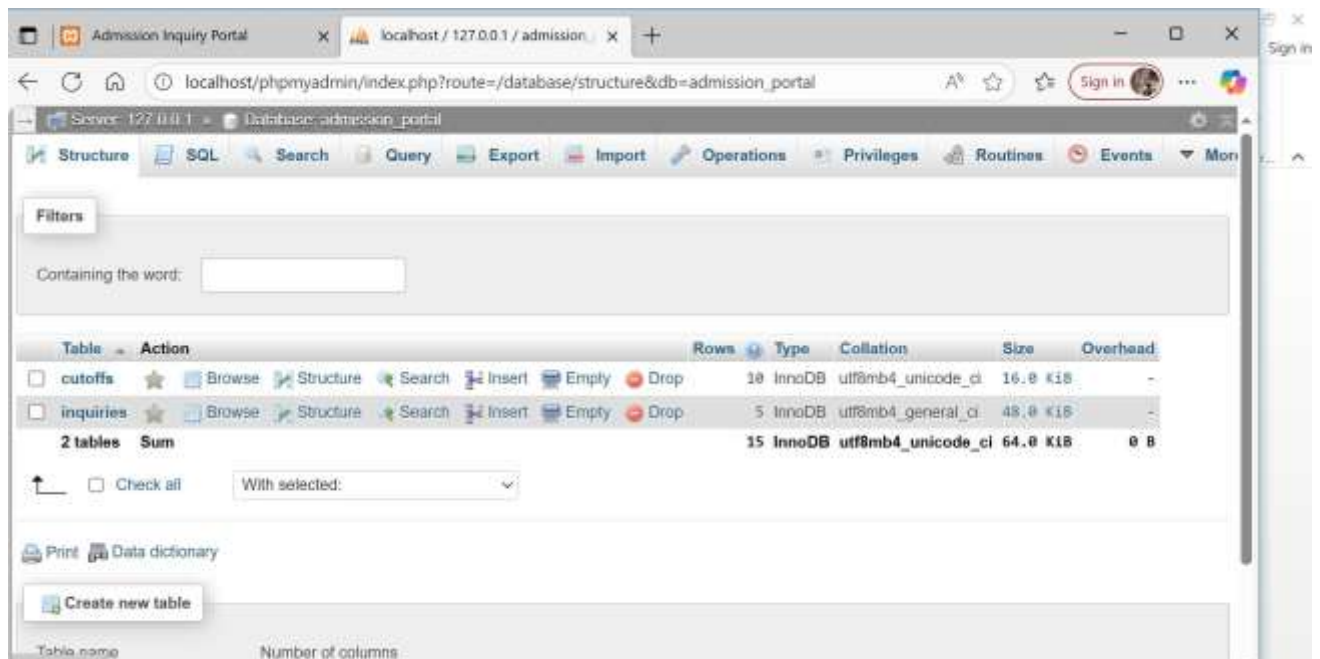 Admission Inquiry Portal
localhost / 127.0.0.1 / admission_
Sign in
localhost/phpmyadmin/index.php?route=/database/structure&db=admission_portal
Sign in
Server: 127.0.0.1 » Database: admission_portal
Structure SQL Search Query Export Import Operations Privileges Routines Events Mor
Filters
Containing the word:
Table Action Rows Type Collation Size Overhead
cutoffs Browse Structure Search Insert Empty Drop 10 InnoDB utf8mb4_unicode_ci 16.0 KiB -
inquiries Browse Structure Search Insert Empty Drop 5 InnoDB utf8mb4_general_ci 48.0 KiB -
2 tables Sum 15 InnoDB utf8mb4_unicode_ci 64.0 KiB 0 B
Check all With selected:
Print Data dictionary
Create new table
Table name Number of columns